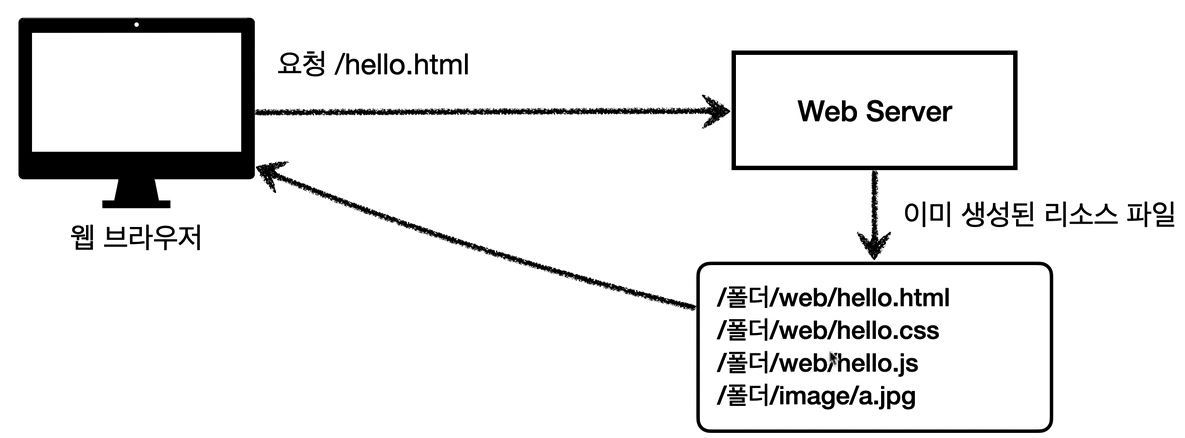 요청 /hello.html
Web Server
웹 브라우저
이미 생성된 리소스 파일
/폴더/web/hello.html
/폴더/web/hello.css
/폴더/web/hello.js
/폴더/image/a.jpg